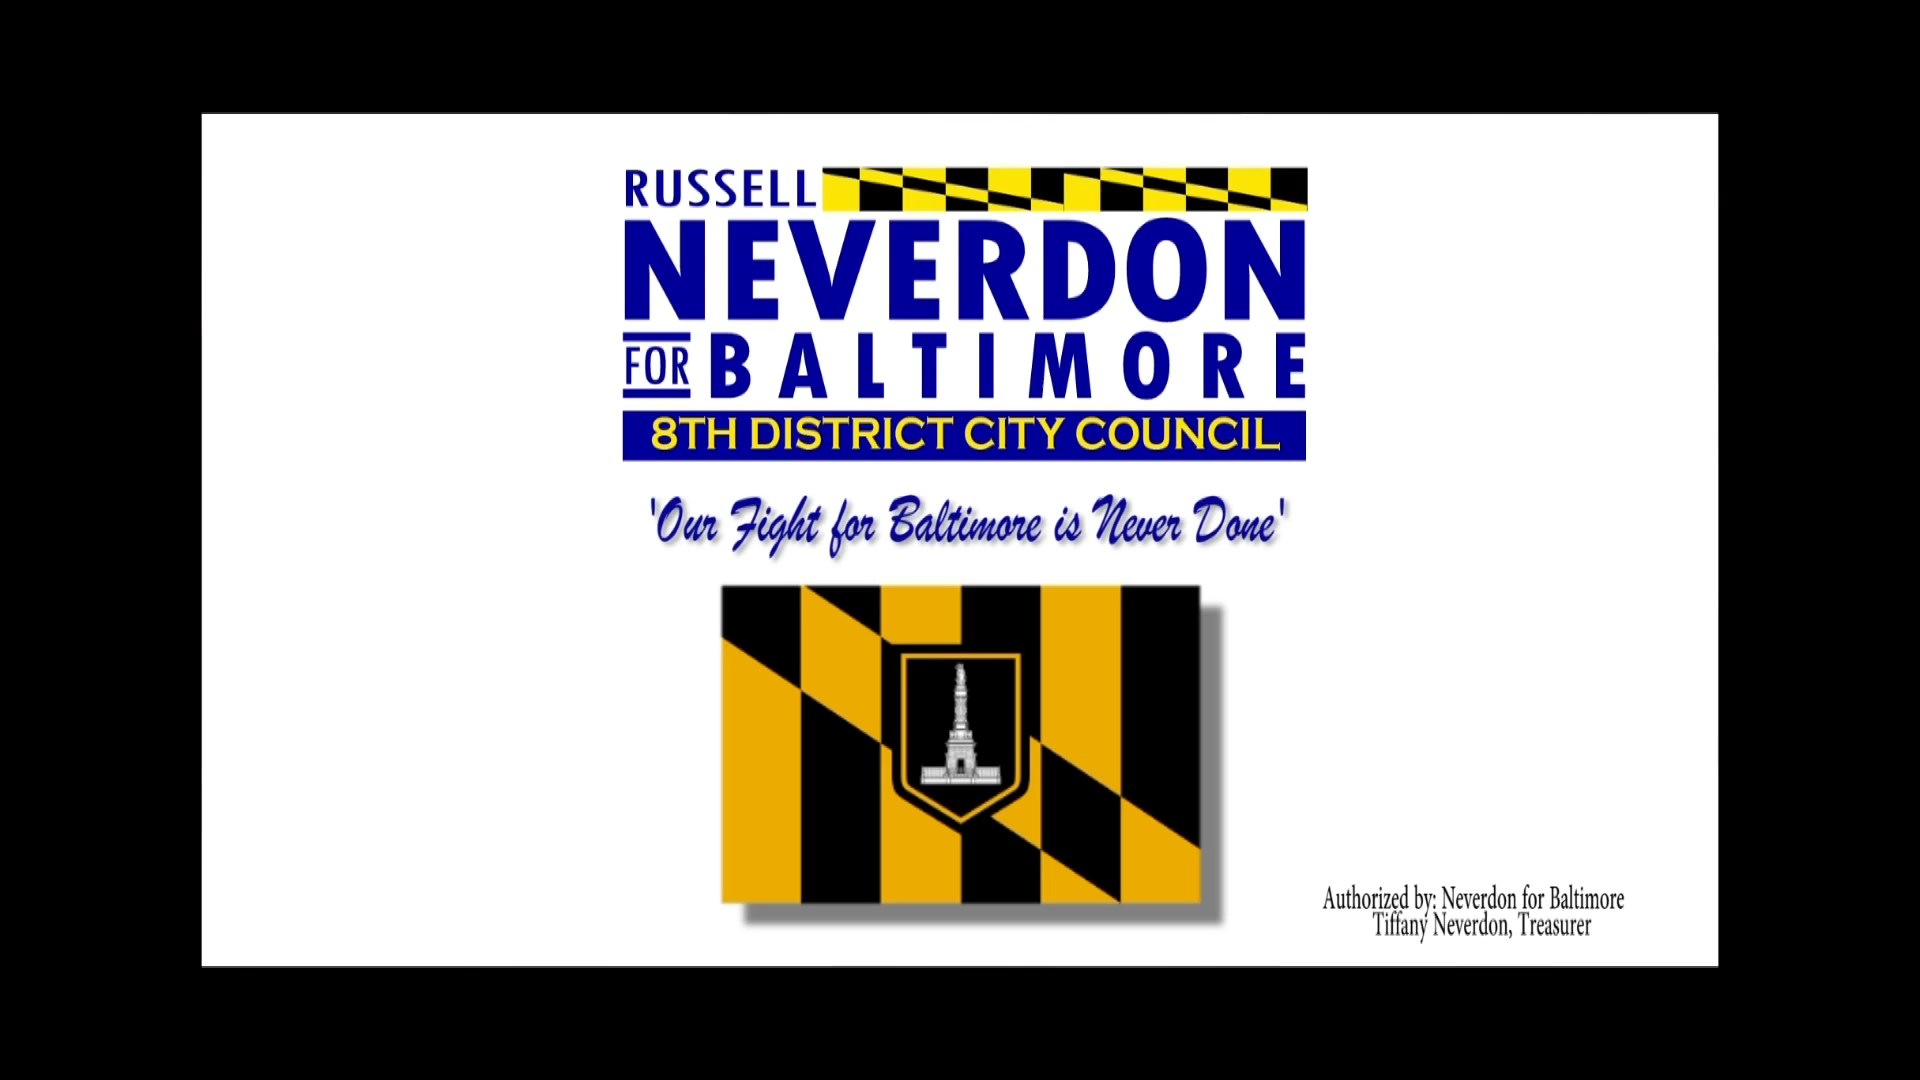 RUSSELL
NEVERDON
FOR BALTIMORE
8TH DISTRICT CITY COUNCIL
'Our Fight for Baltimore is Never Done'
Authorized by: Neverdon for Baltimore
Tiffany Neverdon, Treasurer